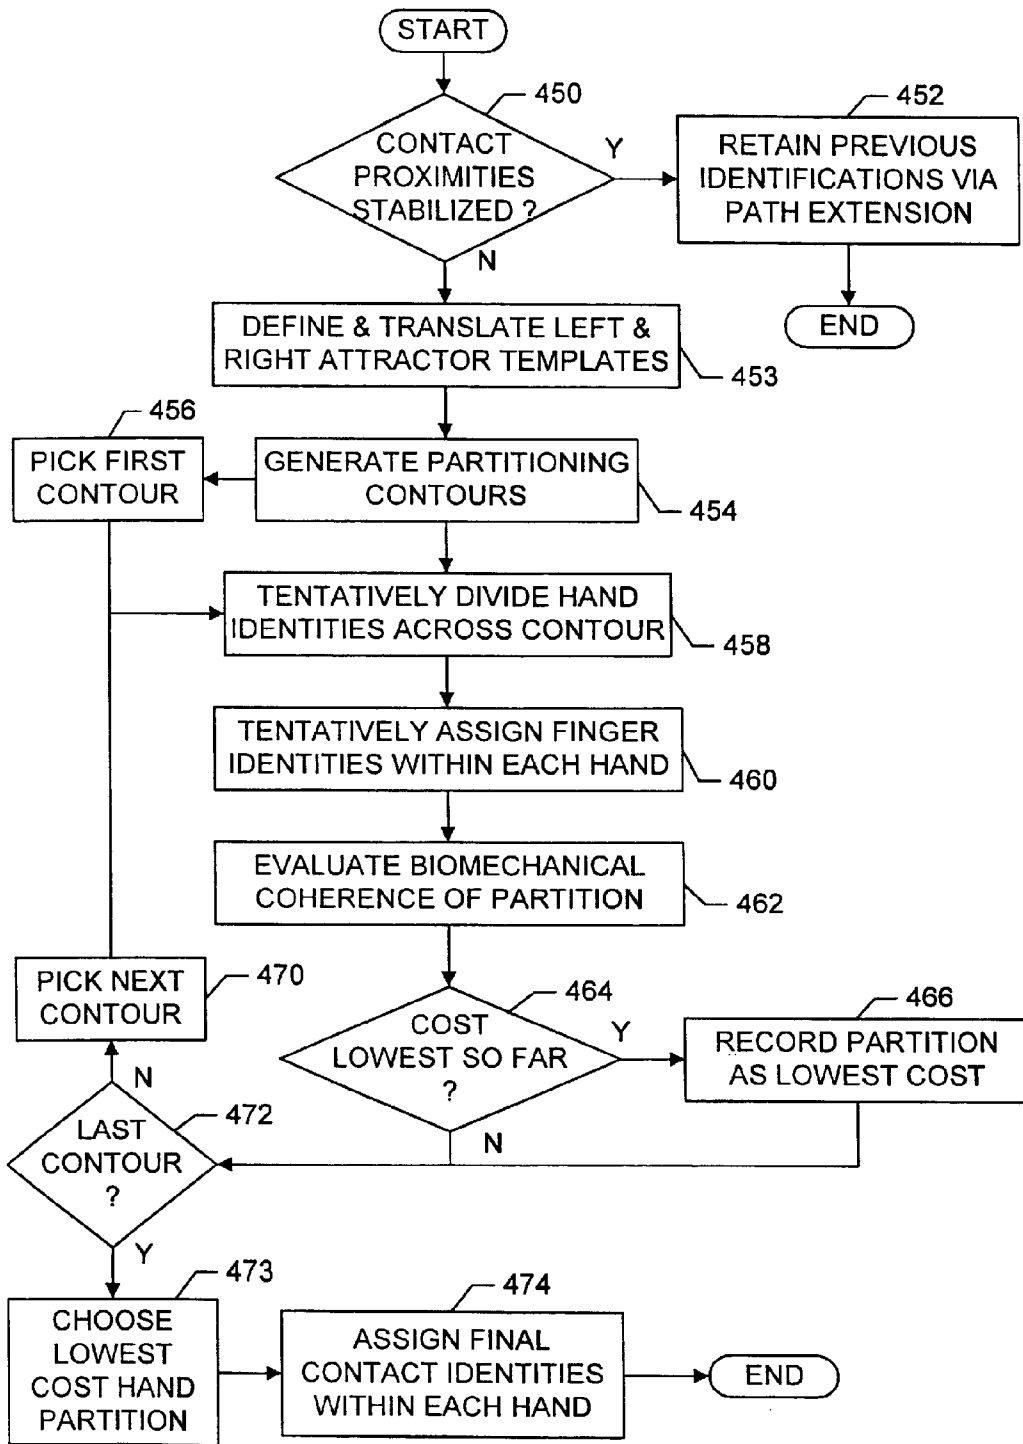 START
450
CONTACT
PROXIMITIES
STABILIZED ?
Y
N
452
RETAIN PREVIOUS
IDENTIFICATIONS VIA
PATH EXTENSION
END
DEFINE & TRANSLATE LEFT &
RIGHT ATTRACTOR TEMPLATES
453
456
PICK FIRST
CONTOUR
GENERATE PARTITIONING
CONTOURS
454
TENTATIVELY DIVIDE HAND
IDENTITIES ACROSS CONTOUR
458
TENTATIVELY ASSIGN FINGER
IDENTITIES WITHIN EACH HAND
460
EVALUATE BIOMECHANICAL
COHERENCE OF PARTITION
462
PICK NEXT
CONTOUR
470
464
COST
LOWEST SO FAR
?
Y
N
466
RECORD PARTITION
AS LOWEST COST
N
472
LAST
CONTOUR
?
Y
473
CHOOSE
LOWEST
COST HAND
PARTITION
474
ASSIGN FINAL
CONTACT IDENTITIES
WITHIN EACH HAND
END